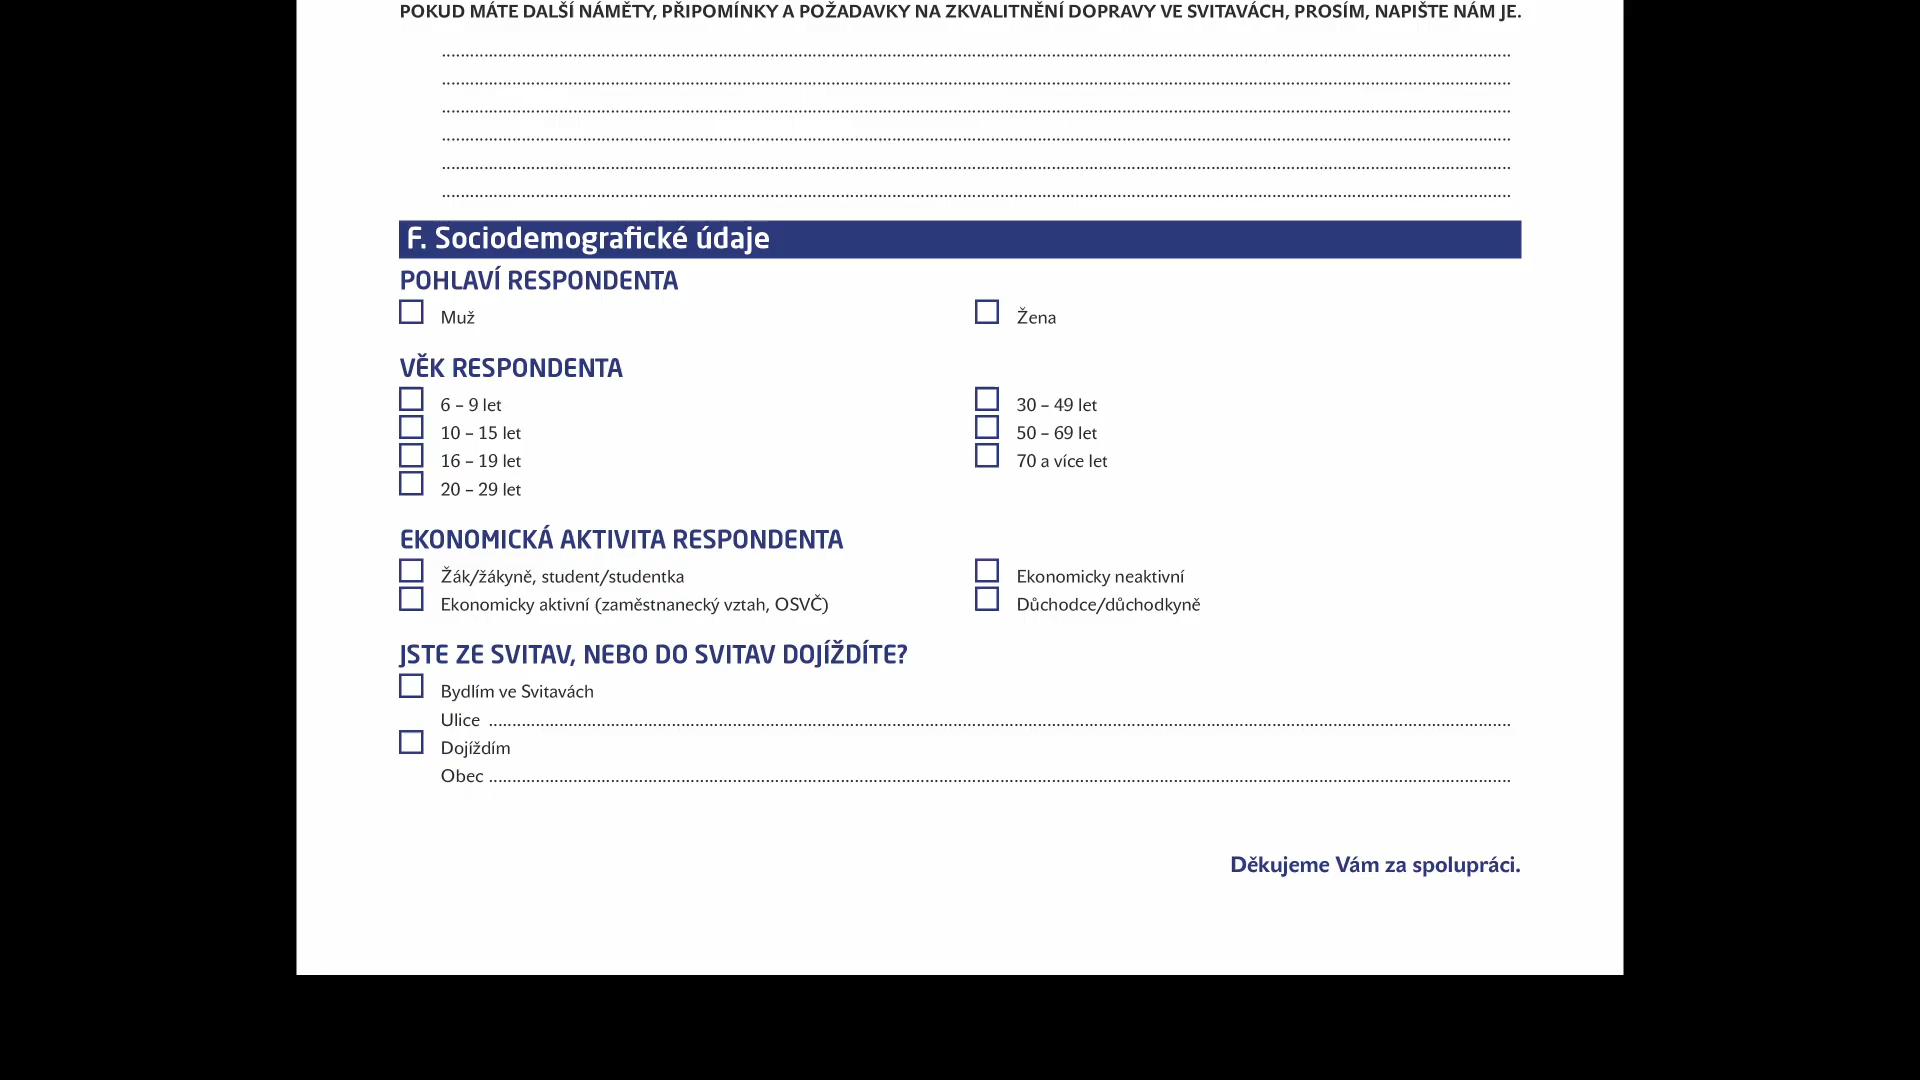 POKUD MÁTE DALŠÍ NÁMĚTY, PŘIPOMÍNKY A POŽADAVKY NA ZKVALITNĚNÍ DOPRAVY VE SVITAVÁCH, PROSÍM, NAPIŠTE NÁM JE.
F. Sociodemografické údaje
POHLAVÍ RESPONDENTA
Muž
Žena
VĚK RESPONDENTA
6 – 9 let
10 – 15 let
16 – 19 let
20 – 29 let
30 – 49 let
50 – 69 let
70 a více let
EKONOMICKÁ AKTIVITA RESPONDENTA
Žák/žákyně, student/studentka
Ekonomicky aktivní (zaměstnanecký vztah, OSVČ)
Ekonomicky neaktivní
Důchodce/důchodkyně
JSTE ZE SVITAV, NEBO DO SVITAV DOJÍŽDÍTE?
Bydlím ve Svitavách
Ulice
Dojíždím
Obec
Děkujeme Vám za spolupráci.